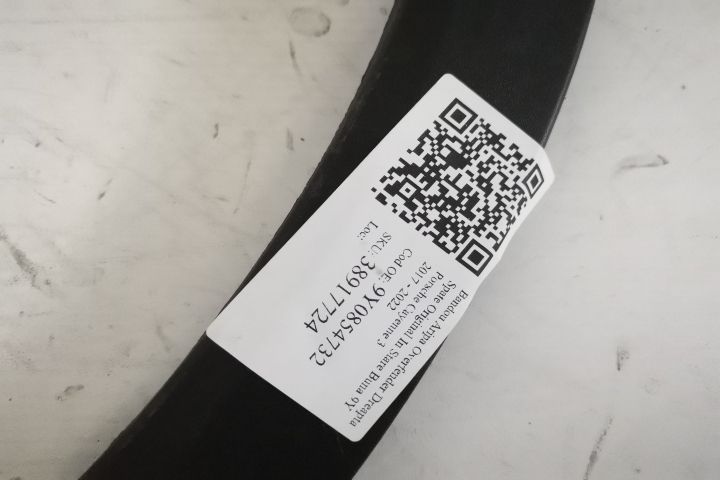 Bandou Aripa Overfender Dreapta
Spate Original In Stare Buna 9Y
Porsche Cayenne 3
2017 - 2022
Cod OE: 9Y0854732
SKU: 38917724
Loc: